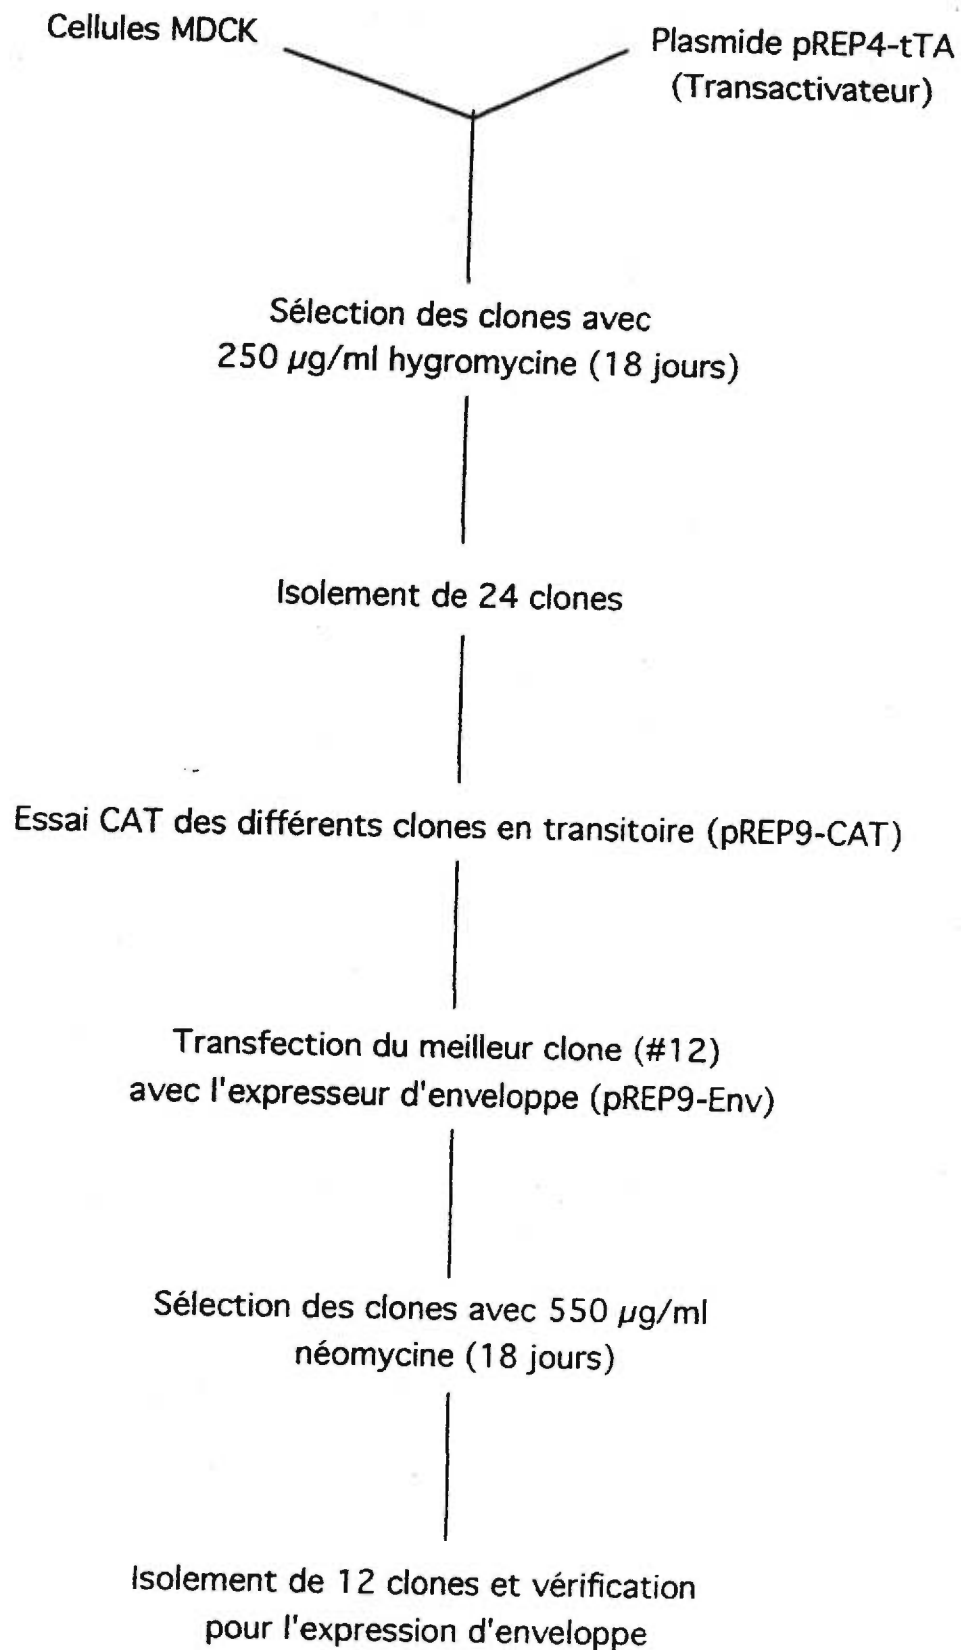 Cellules MDCK
Plasmide pREP4-tTA
(Transactivateur)
Sélection des clones avec
250 µg/ml hygromycine (18 jours)
Isolement de 24 clones
Essai CAT des différents clones en transitoire (pREP9-CAT)
Transfection du meilleur clone (#12)
avec l'expresseur d'enveloppe (pREP9-Env)
Sélection des clones avec 550 µg/ml
néomycine (18 jours)
Isolement de 12 clones et vérification
pour l'expression d'enveloppe